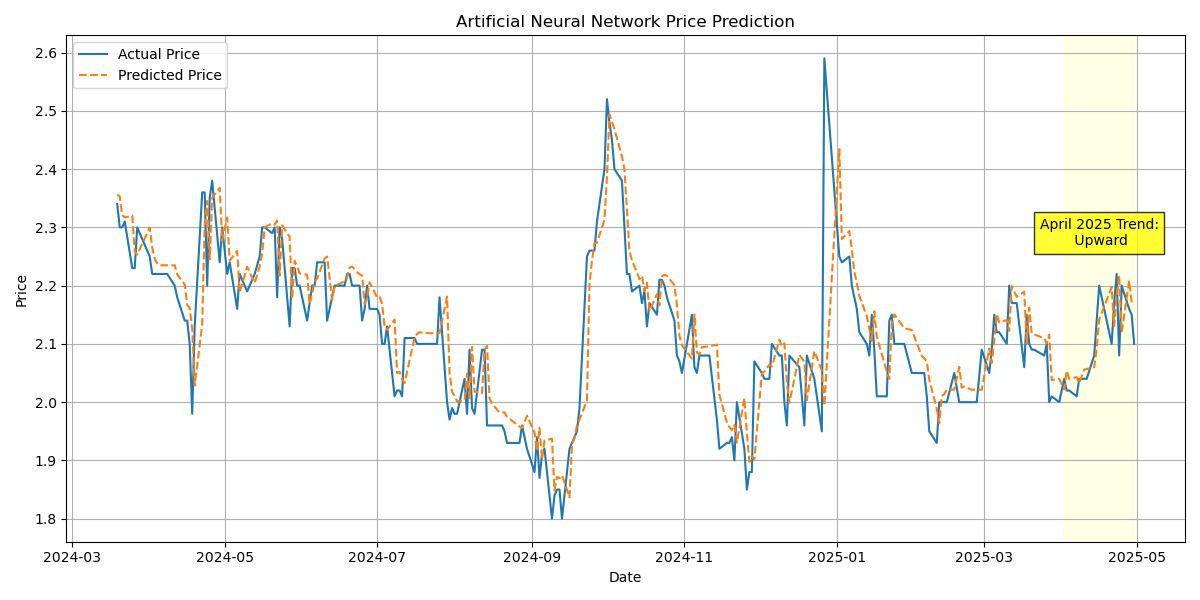 Artificial Neural Network Price Prediction
Actual Price
Predicted Price
April 2025 Trend:
Upward
Price
2.6
2.5
2.4
2.3
2.2
2.1
2.0
1.9
1.8
2024-03 2024-05 2024-07 2024-09 2024-11 2025-01 2025-03 2025-05
Date